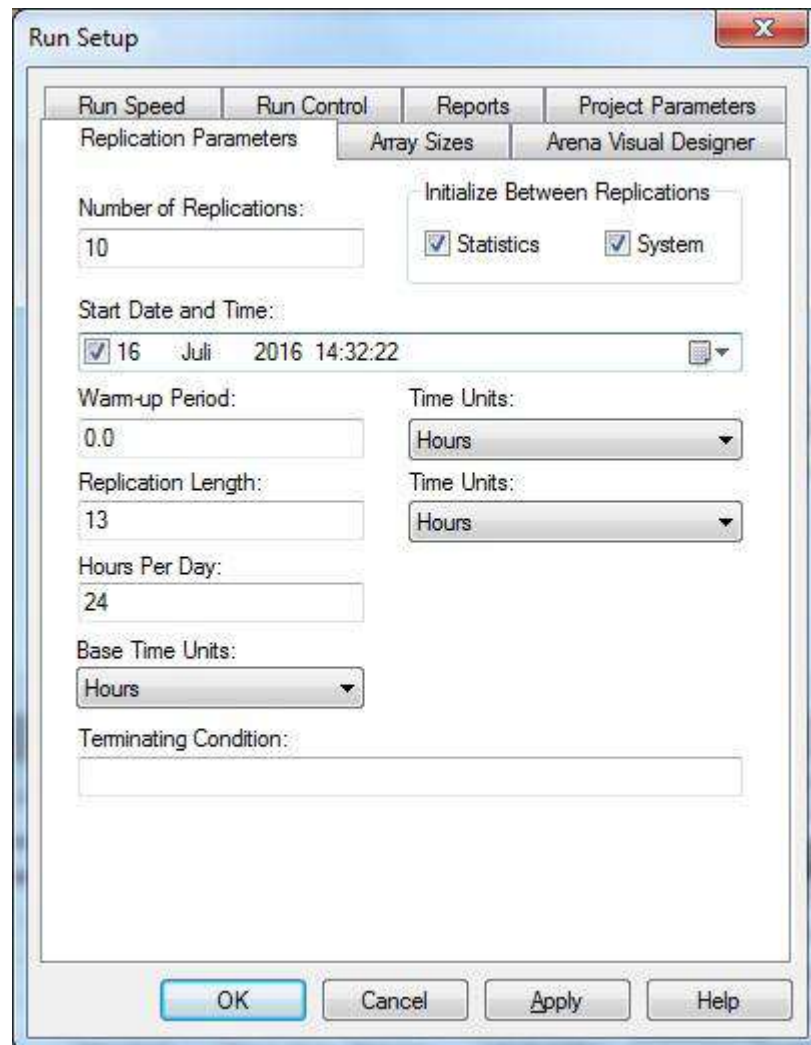 Run Setup
Run Speed Run Control Reports Project Parameters
Replication Parameters Array Sizes Arena Visual Designer
Number of Replications:
10
Initialize Between Replications
Statistics System
Start Date and Time:
16 Juli 2016 14:32:22
Warm-up Period: Time Units:
0.0 Hours
Replication Length: Time Units:
13 Hours
Hours Per Day:
24
Base Time Units:
Hours
Terminating Condition:
OK Cancel Apply Help